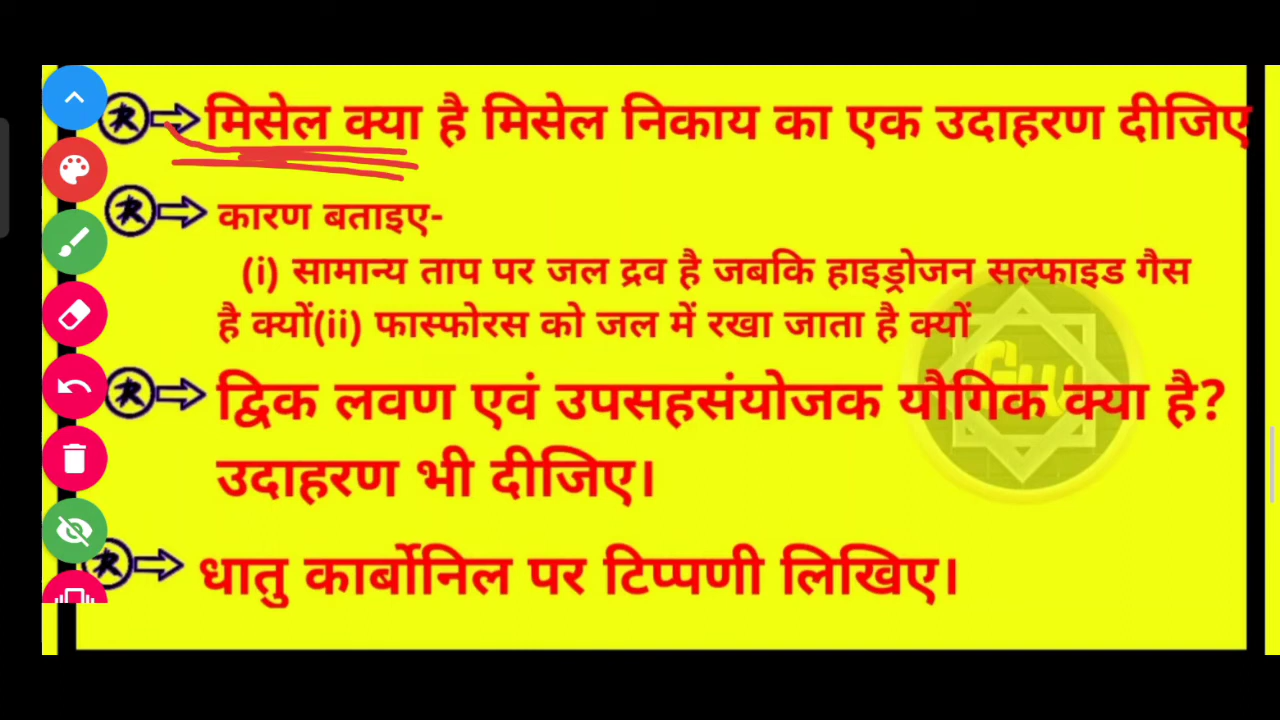 मिसेल क्या है मिसेल निकाय का एक उदाहरण दीजिए
कारण बताइए-
(i) सामान्य ताप पर जल द्रव है जबकि हाइड्रोजन सल्फाइड गैस
है क्यों(ii) फास्फोरस को जल में रखा जाता है क्यों
द्विक लवण एवं उपसहसंयोजक यौगिक क्या है?
उदाहरण भी दीजिए।
धातु कार्बोनिल पर टिप्पणी लिखिए।